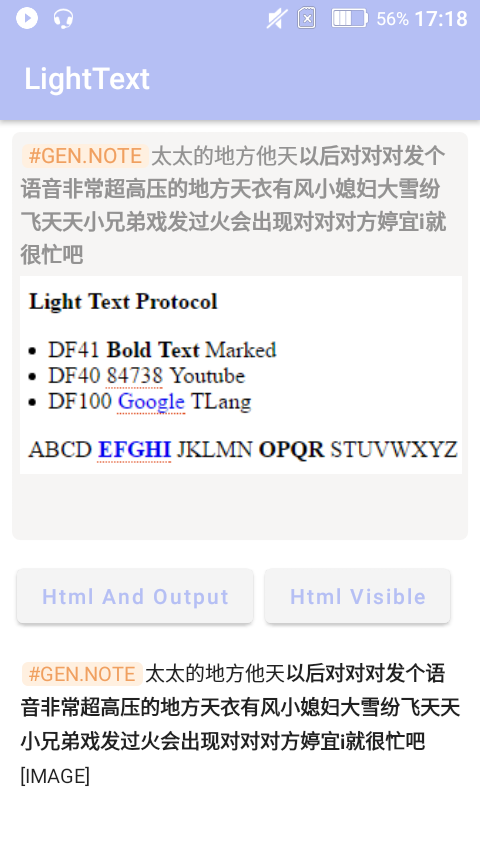 56% 17:18
LightText
#GEN.NOTE 太太的地方他天以后对对对发个
语音非常超高压的地方天衣有风小媳妇大雪纷
飞天天小兄弟戏发过火会出现对对对方婷宜i就
很忙吧
Light Text Protocol
DF41 Bold Text Marked
DF40 84738 Youtube
DF100 Google TLang
ABCD EFGHI JKLMN OPQR STUVWXYZ
Html And Output
Html Visible
#GEN.NOTE 太太的地方他天以后对对对发个语
音非常超高压的地方天衣有风小媳妇大雪纷飞天天
小兄弟戏发过火会出现对对对方婷宜i就很忙吧
[IMAGE]